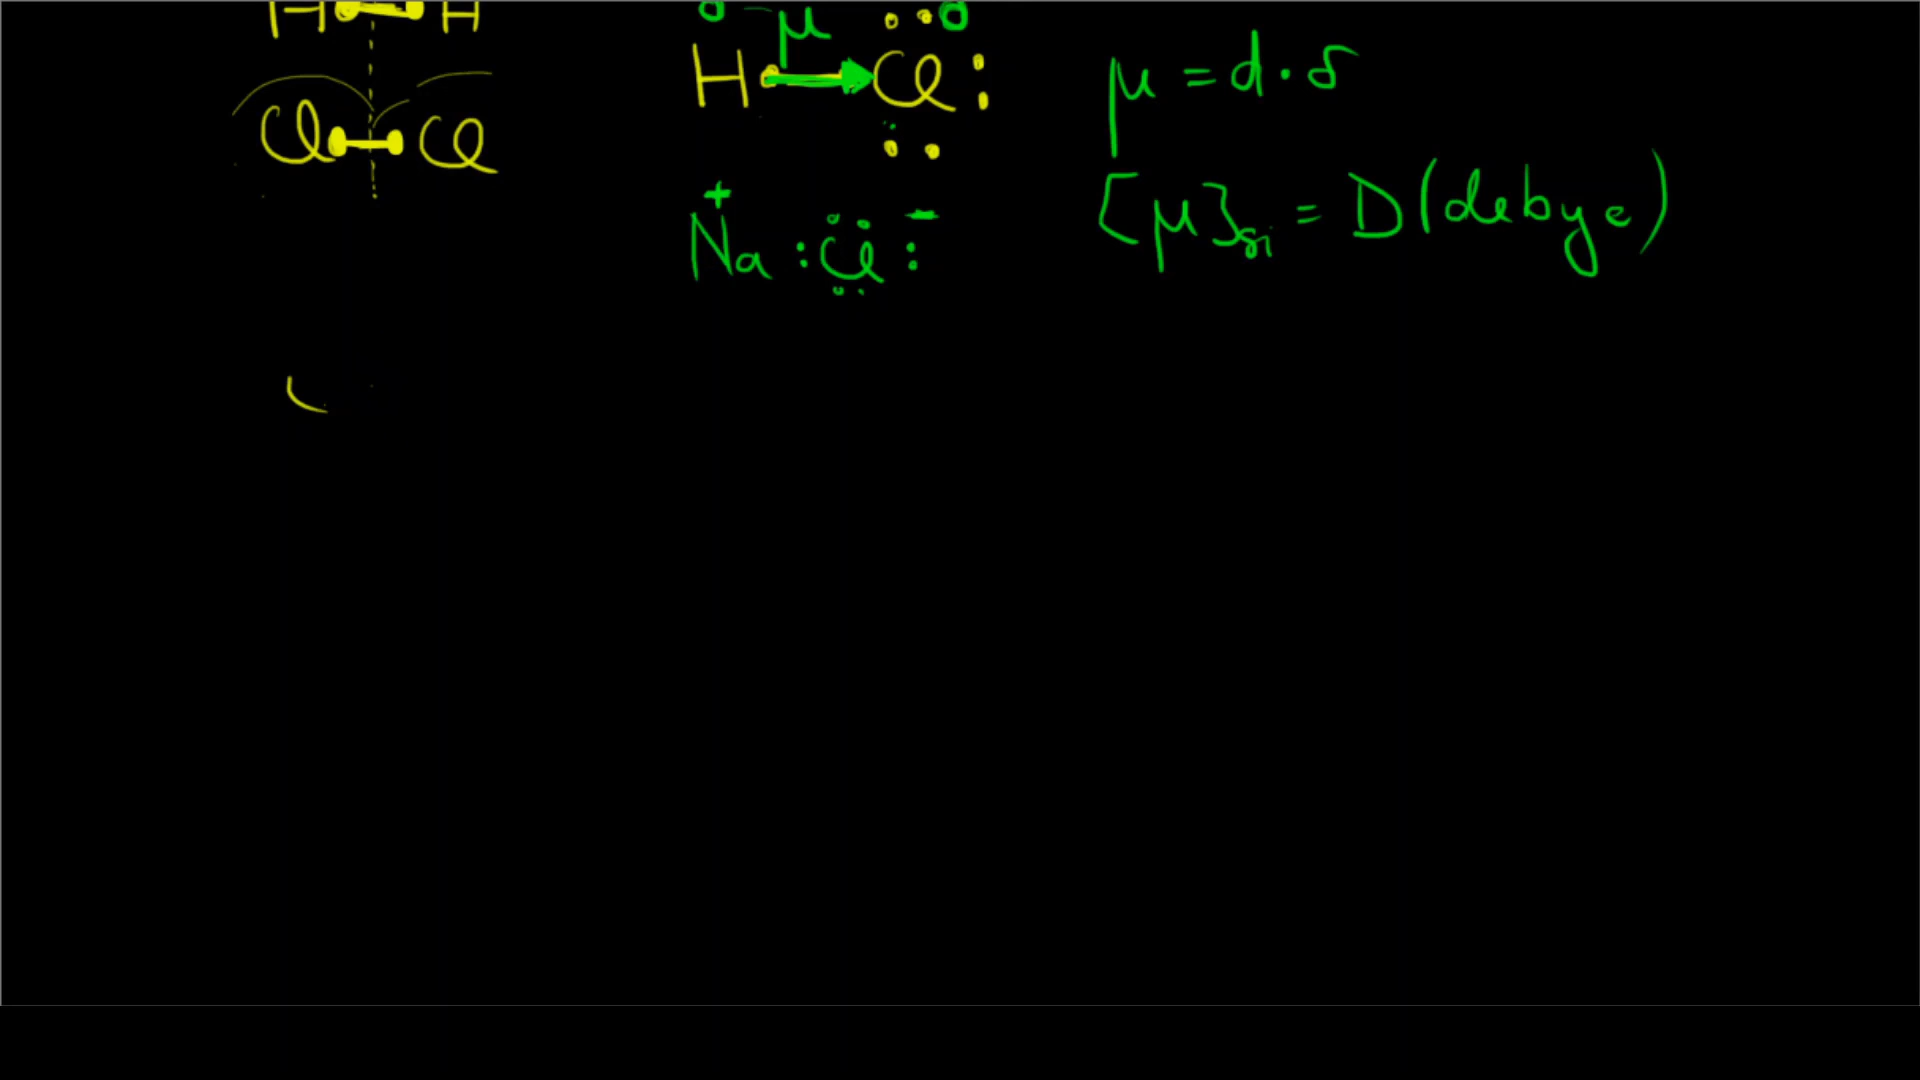 H H
δ μ δ
H Cl
μ = d · δ
Cl Cl
[μ]si = D (debye)
+ -
Na :Cl: